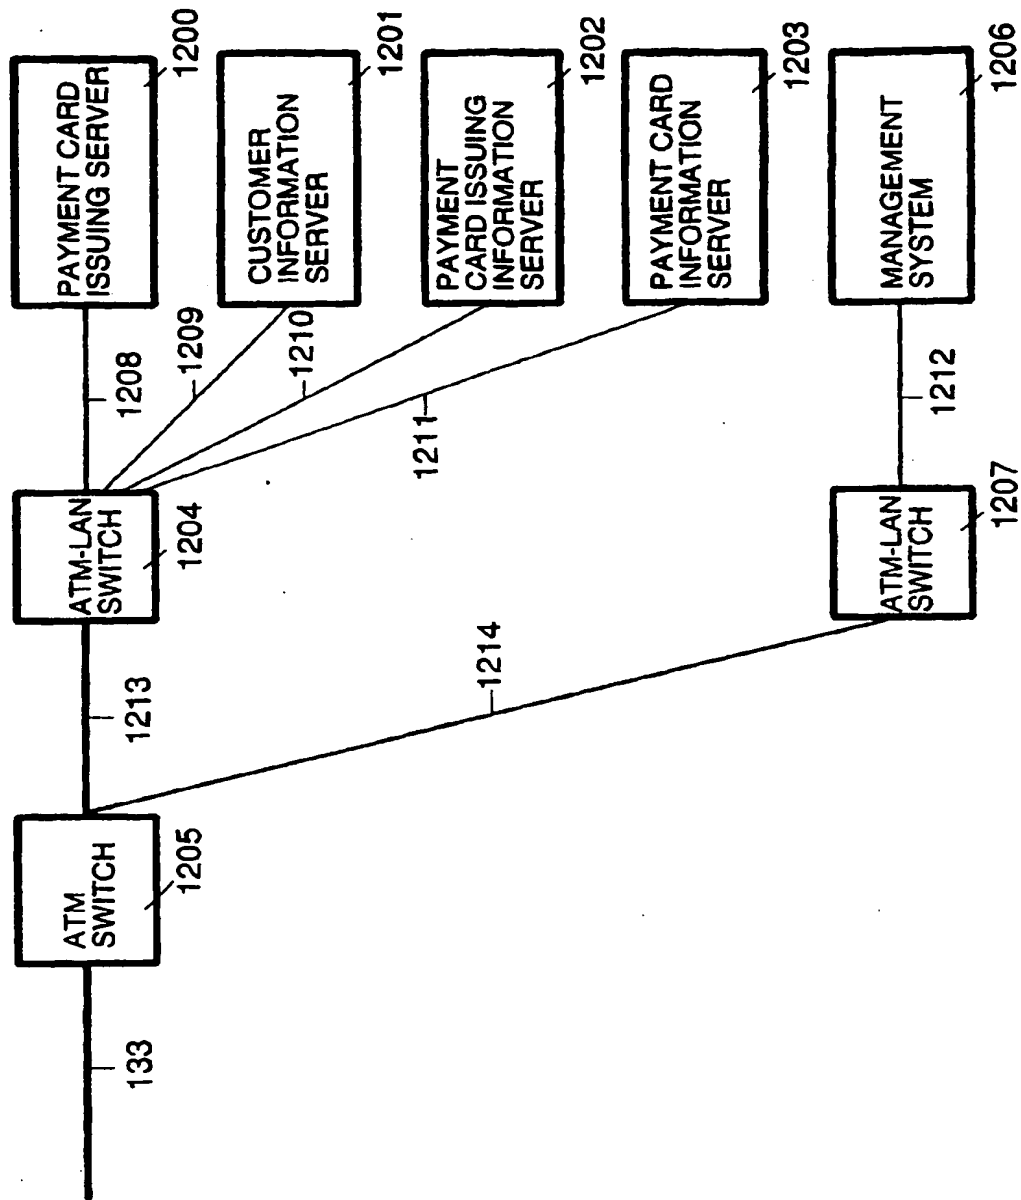 PAYMENT CARD
ISSUING SERVER
1200
CUSTOMER
INFORMATION
SERVER
1201
PAYMENT
CARD ISSUING
INFORMATION
SERVER
1202
PAYMENT CARD
INFORMATION
SERVER
1203
MANAGEMENT
SYSTEM
1206
1208
1209
1210
1211
1212
ATM-LAN
SWITCH
1204
ATM-LAN
SWITCH
1207
1213
1214
ATM
SWITCH
1205
133